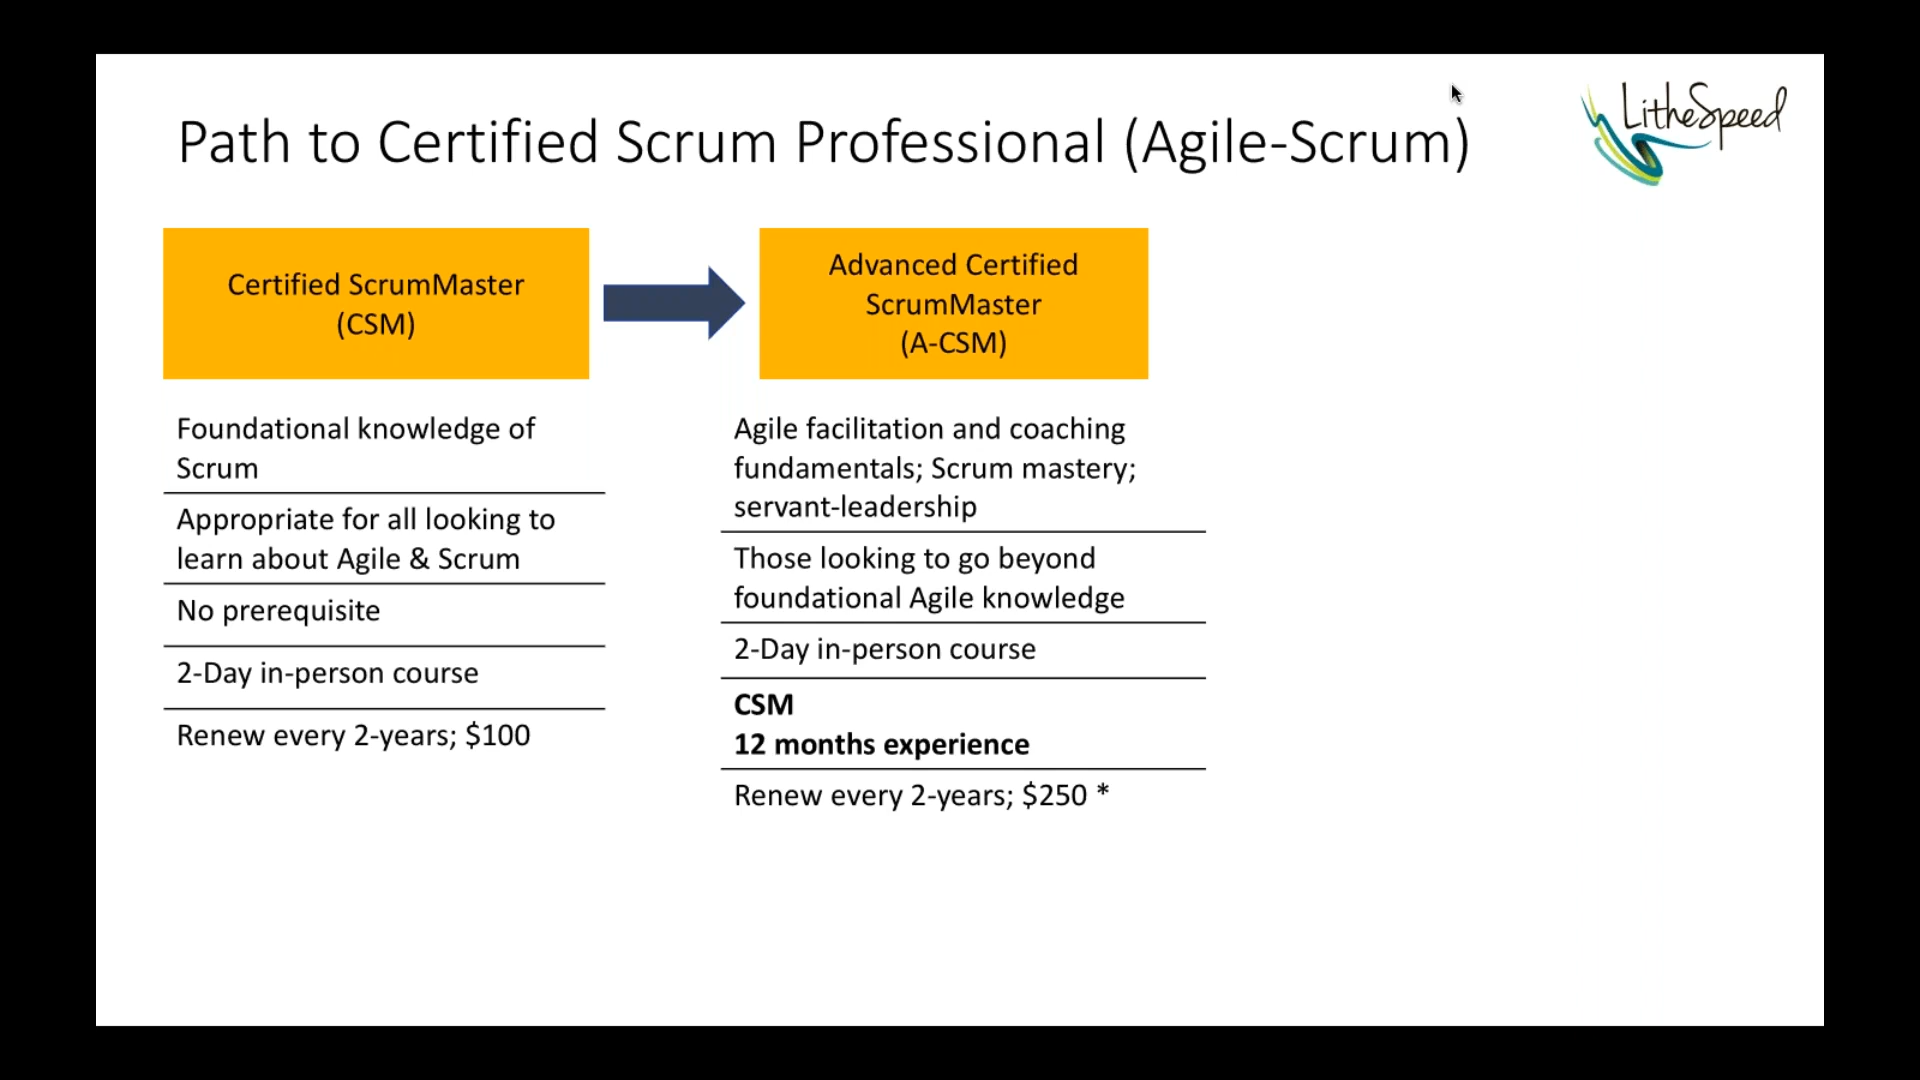 Path to Certified Scrum Professional (Agile-Scrum)
LitheSpeed
Certified ScrumMaster
(CSM)
Advanced Certified
ScrumMaster
(A-CSM)
Foundational knowledge of
Scrum
Appropriate for all looking to
learn about Agile & Scrum
No prerequisite
2-Day in-person course
Renew every 2-years; $100
Agile facilitation and coaching
fundamentals; Scrum mastery;
servant-leadership
Those looking to go beyond
foundational Agile knowledge
2-Day in-person course
CSM
12 months experience
Renew every 2-years; $250 *